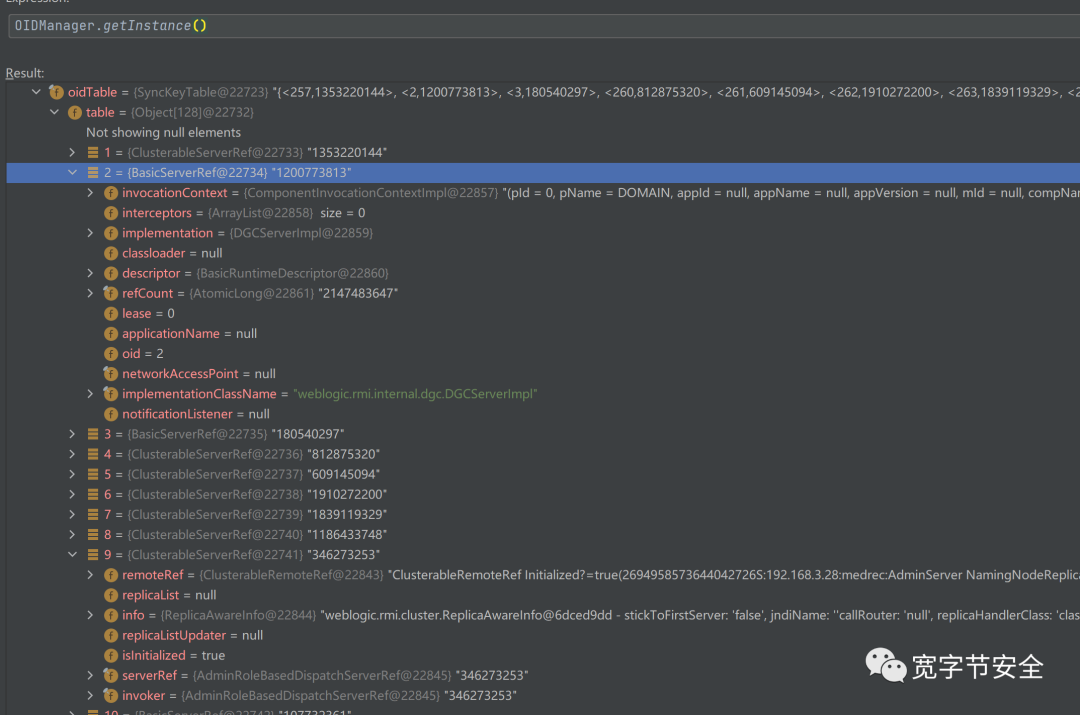 Expression:
OIDManager.getInstance()
Result:
oidTable = {SyncKeyTable@22723} "{<257,1353220144>, <2,1200773813>, <3,180540297>, <260,812875320>, <261,609145094>, <262,1910272200>, <263,1839119329>, <2
table = {Object[128]@22732}
Not showing null elements
1 = {ClusterableServerRef@22733} "1353220144"
2 = {BasicServerRef@22734} "1200773813"
invocationContext = {ComponentInvocationContextImpl@22857} "(pId = 0, pName = DOMAIN, appId = null, appName = null, appVersion = null, mId = null, compNam
interceptors = {ArrayList@22858} size = 0
implementation = {DGCServerImpl@22859}
classloader = null
descriptor = {BasicRuntimeDescriptor@22860}
refCount = {AtomicLong@22861} "2147483647"
lease = 0
applicationName = null
oid = 2
networkAccessPoint = null
implementationClassName = "weblogic.rmi.internal.dgc.DGCServerImpl"
notificationListener = null
3 = {BasicServerRef@22735} "180540297"
4 = {ClusterableServerRef@22736} "812875320"
5 = {ClusterableServerRef@22737} "609145094"
6 = {ClusterableServerRef@22738} "1910272200"
7 = {ClusterableServerRef@22739} "1839119329"
8 = {ClusterableServerRef@22740} "1186433748"
9 = {ClusterableServerRef@22741} "346273253"
remoteRef = {ClusterableRemoteRef@22843} "ClusterableRemoteRef Initialized?=true(2694958573644042726S:192.168.3.28:medrec:AdminServer NamingNodeReplica
replicaList = null
info = {ReplicaAwareInfo@22844} "weblogic.rmi.cluster.ReplicaAwareInfo@6dced9dd - stickToFirstServer: 'false', jndiName: ''callRouter: 'null', replicaHandlerClass: 'clas
replicaListUpdater = null
isInitialized = true
serverRef = {AdminRoleBasedDispatchServerRef@22845} "346273253"
invoker = {AdminRoleBasedDispatchServerRef@22845} "346273253"
10 = {BasicServerRef@22742} "107732361"
宽字节安全